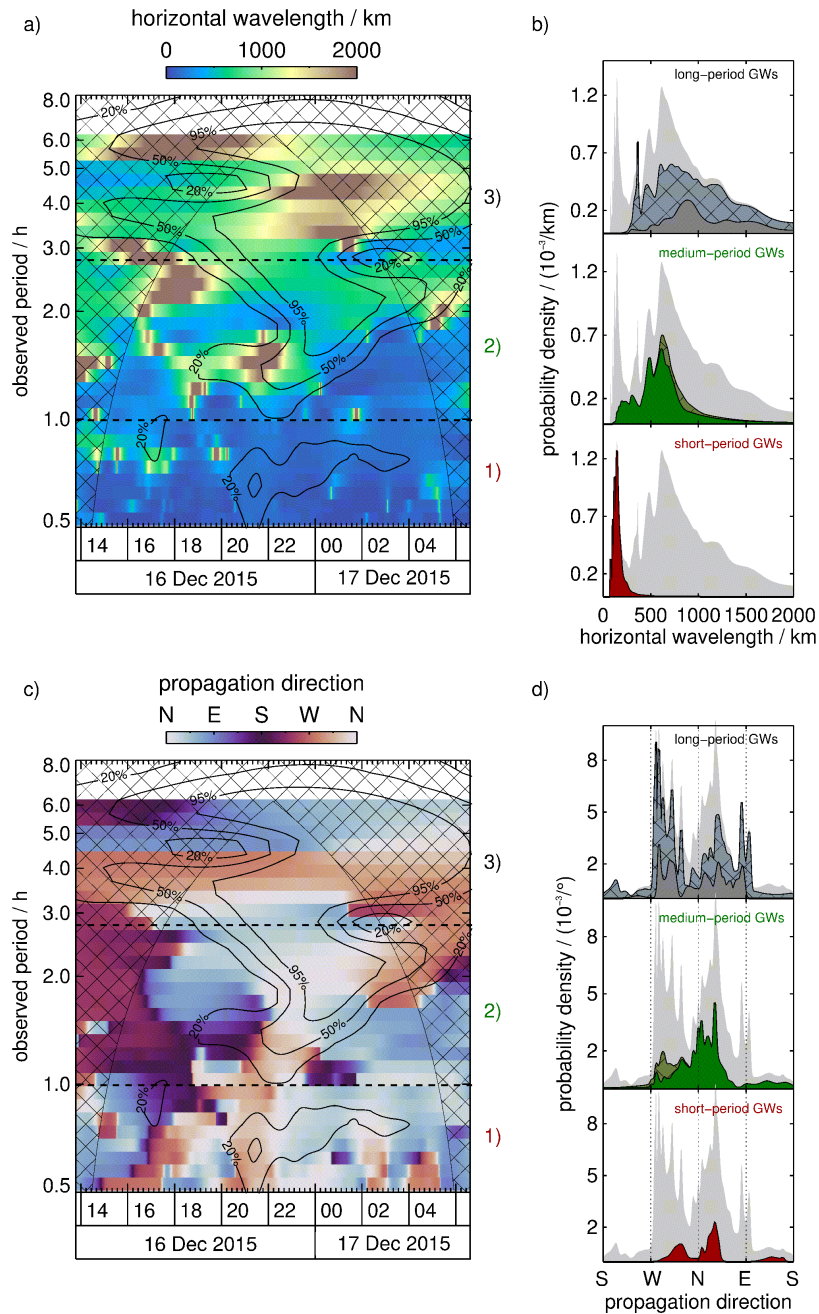 a)
horizontal wavelength / km
0 1000 2000
observed period / h
8.0
6.0
5.0
4.0
3.0
2.0
1.0
0.5
20%
95%
50%
20%
50%
95%
50%
20%
20%
95%
20%
50%
20%
20%
3)
2)
1)
14 16 18 20 22 00 02 04
16 Dec 2015 17 Dec 2015
b)
probability density / (10⁻³/km)
long-period GWs
1.2
0.7
0.2
medium-period GWs
1.2
0.7
0.2
short-period GWs
1.2
0.7
0.2
0 500 1000 1500 2000
horizontal wavelength / km
c)
propagation direction
N E S W N
observed period / h
8.0
6.0
5.0
4.0
3.0
2.0
1.0
0.5
20%
95%
50%
20%
50%
95%
50%
20%
20%
95%
20%
50%
20%
20%
3)
2)
1)
14 16 18 20 22 00 02 04
16 Dec 2015 17 Dec 2015
d)
probability density / (10⁻³/°)
long-period GWs
8
5
2
medium-period GWs
8
5
2
short-period GWs
8
5
2
S W N E S
propagation direction